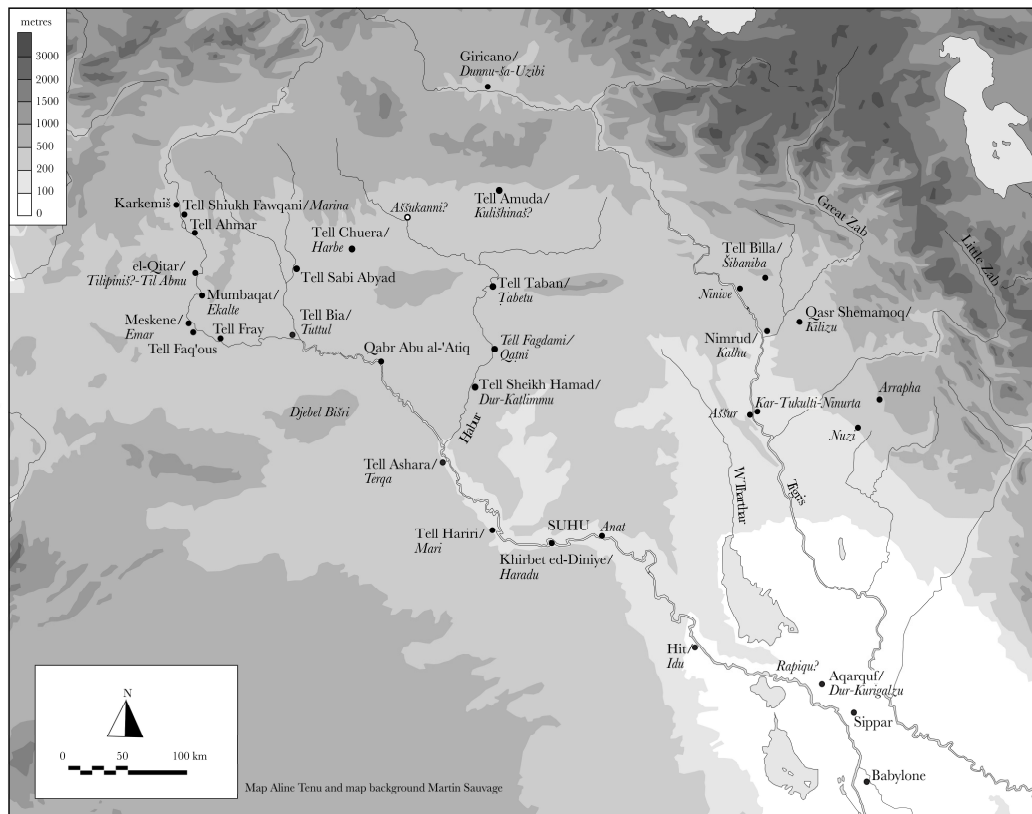 metres
3000
2000
1500
1000
500
200
100
0
Giricano/
Dunnu-ša-Uzibi
Karkemiš
Tell Shiukh Fawqani/Marina
Tell Ahmar
Aššukanni?
Tell Amuda/
Kulišhinaš?
Tell Chuera/
Harbe
Great Zab
Little Zab
el-Qitar/
Tilipiniš?-Til Abnu
Tell Sabi Abyad
Tell Billa/
Šibaniba
Ninive
Mumbaqat/
Ekalte
Tell Taban/
Ṭabetu
Meskene/
Emar
Tell Faq'ous
Tell Fray
Tell Bia/
Tuttul
Qasr Shemamoq/
Kilizu
Nimrud/
Kalhu
Qabr Abu al-'Atiq
Tell Fagdami/
Qaṭni
Tell Sheikh Hamad/
Dur-Katlimmu
Djebel Bišri
Habur
Aššur
Kar-Tukulti-Ninurta
Arrapha
Nuzi
Tell Ashara/
Terqa
W. Tharthar
Tigris
Tell Hariri/
Mari
SUHU
Anat
Khirbet ed-Diniye/
Haradu
Hit/
Idu
Rapiqu?
Aqarquf/
Dur-Kurigalzu
Sippar
Babylone
N
0 50 100 km
Map Aline Tenu and map background Martin Sauvage